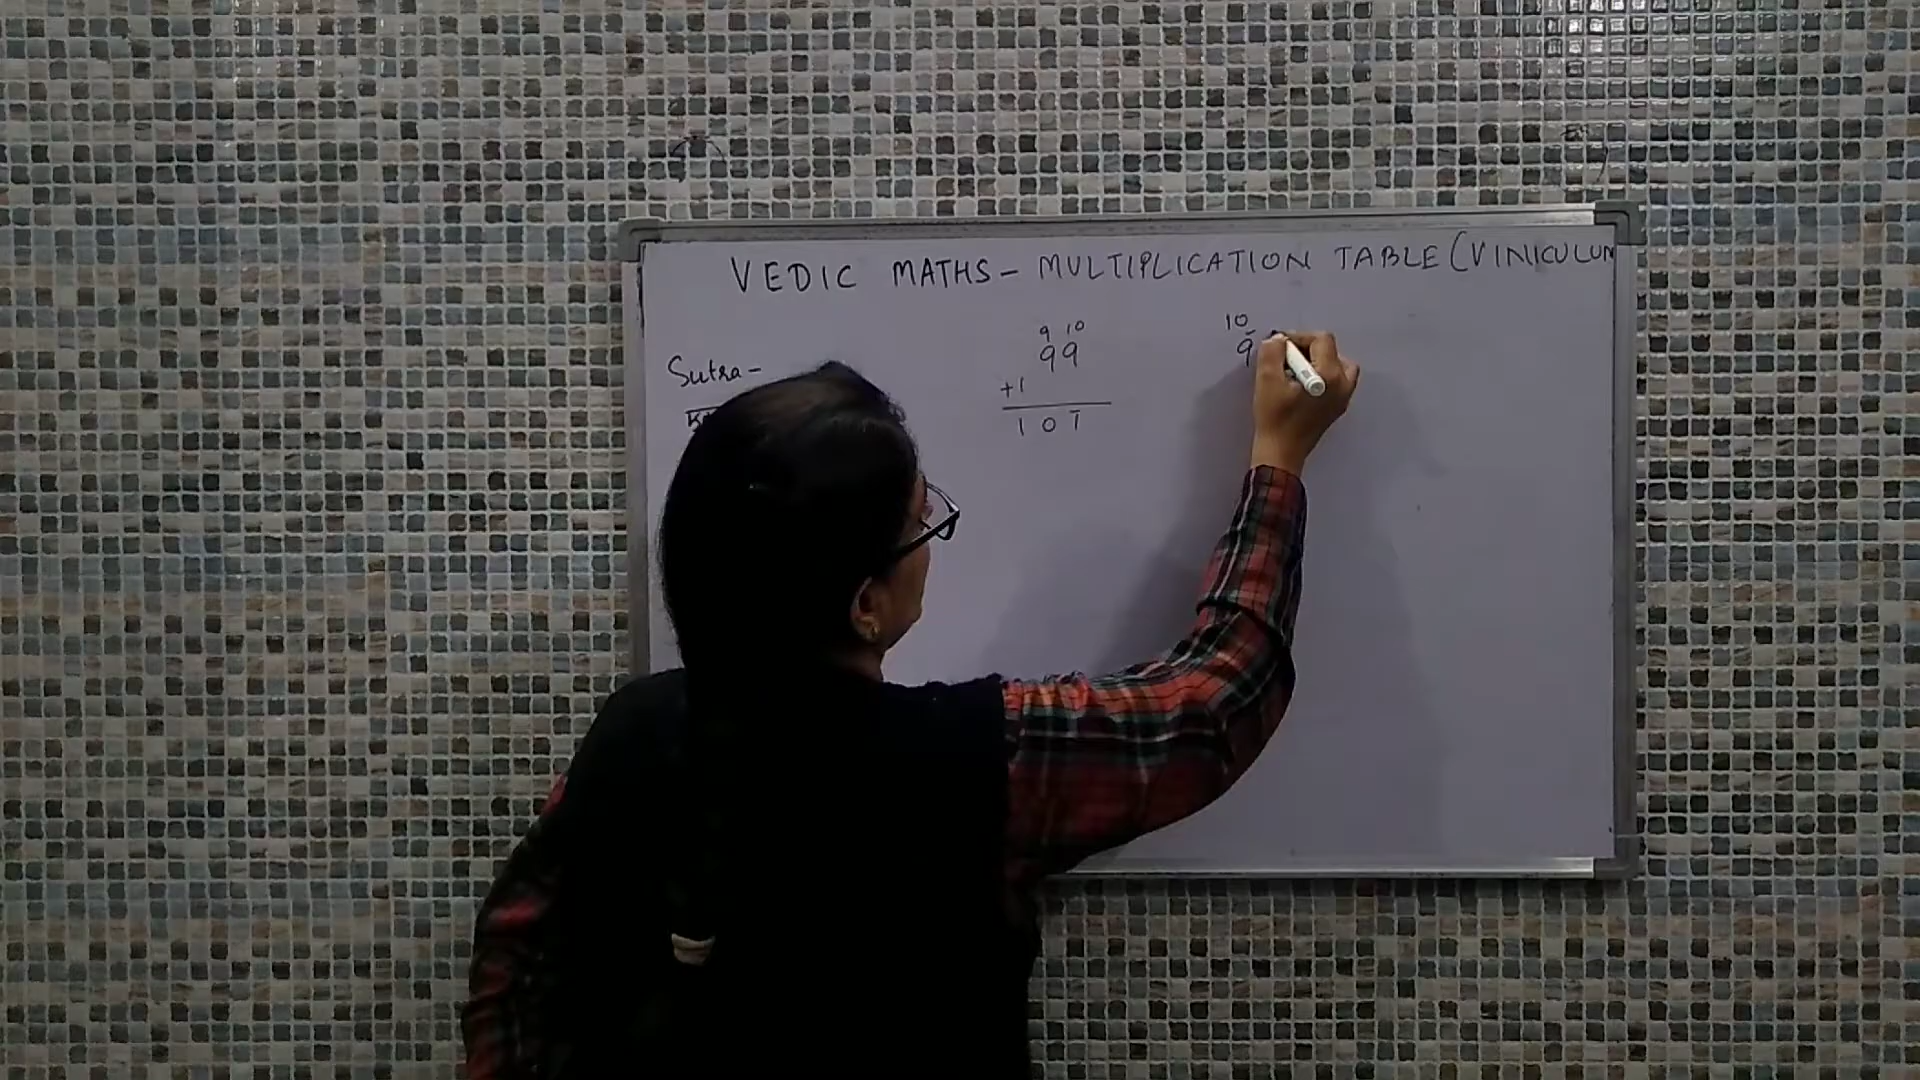 VEDIC MATHS - MULTIPLICATION TABLE (VINICULUM
Sutra -
9 10
99
+1
1 0 1̅
10
9